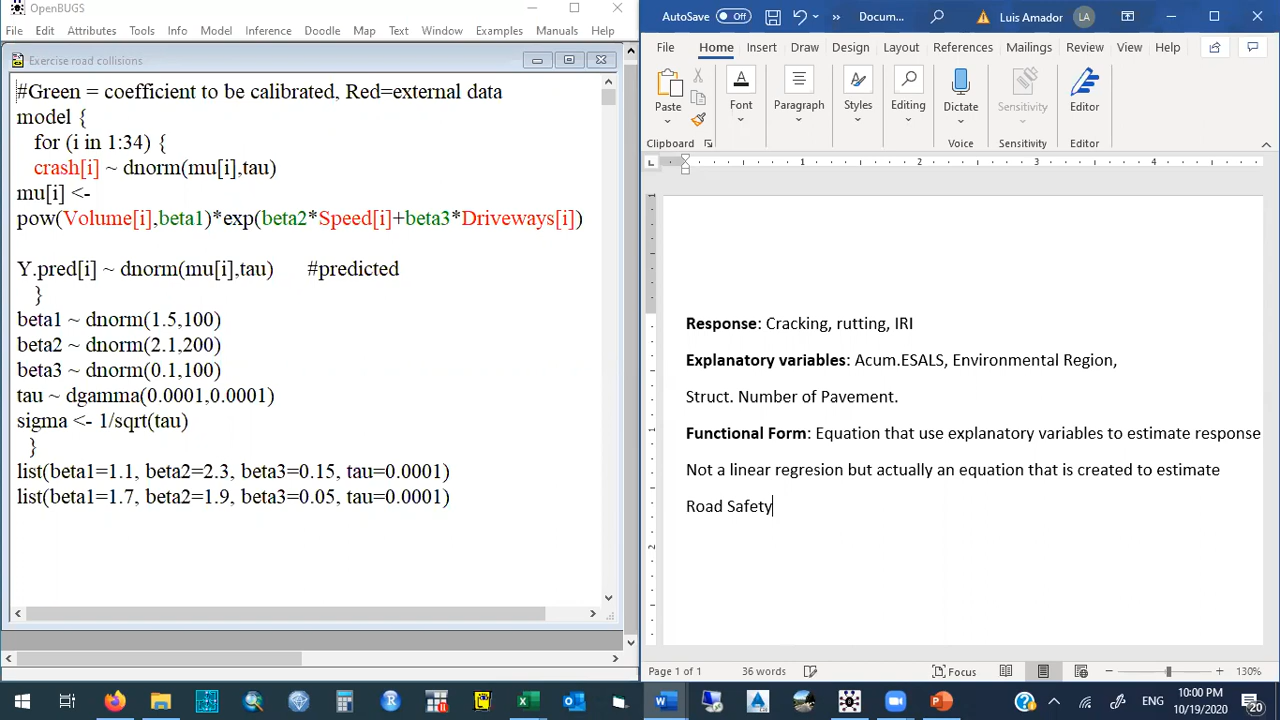 OpenBUGS
File Edit Attributes Tools Info Model Inference Doodle Map Text Window Examples Manuals Help
Exercise road collisions
#Green = coefficient to be calibrated, Red=external data
model {
for (i in 1:34) {
crash[i] ~ dnorm(mu[i],tau)
mu[i] <-
pow(Volume[i],beta1)*exp(beta2*Speed[i]+beta3*Driveways[i])
Y.pred[i] ~ dnorm(mu[i],tau) #predicted
}
beta1 ~ dnorm(1.5,100)
beta2 ~ dnorm(2.1,200)
beta3 ~ dnorm(0.1,100)
tau ~ dgamma(0.0001,0.0001)
sigma <- 1/sqrt(tau)
}
list(beta1=1.1, beta2=2.3, beta3=0.15, tau=0.0001)
list(beta1=1.7, beta2=1.9, beta3=0.05, tau=0.0001)
AutoSave Off Docum... Luis Amador LA
File Home Insert Draw Design Layout References Mailings Review View Help
Paste Font Paragraph Styles Editing Dictate Sensitivity Editor
Clipboard Voice Sensitivity Editor
1 2 3 4
Response: Cracking, rutting, IRI
Explanatory variables: Acum.ESALS, Environmental Region,
Struct. Number of Pavement.
Functional Form: Equation that use explanatory variables to estimate response
Not a linear regresion but actually an equation that is created to estimate
Road Safety
1
1
2
Page 1 of 1 36 words Focus 130%
ENG 10:00 PM 10/19/2020 20